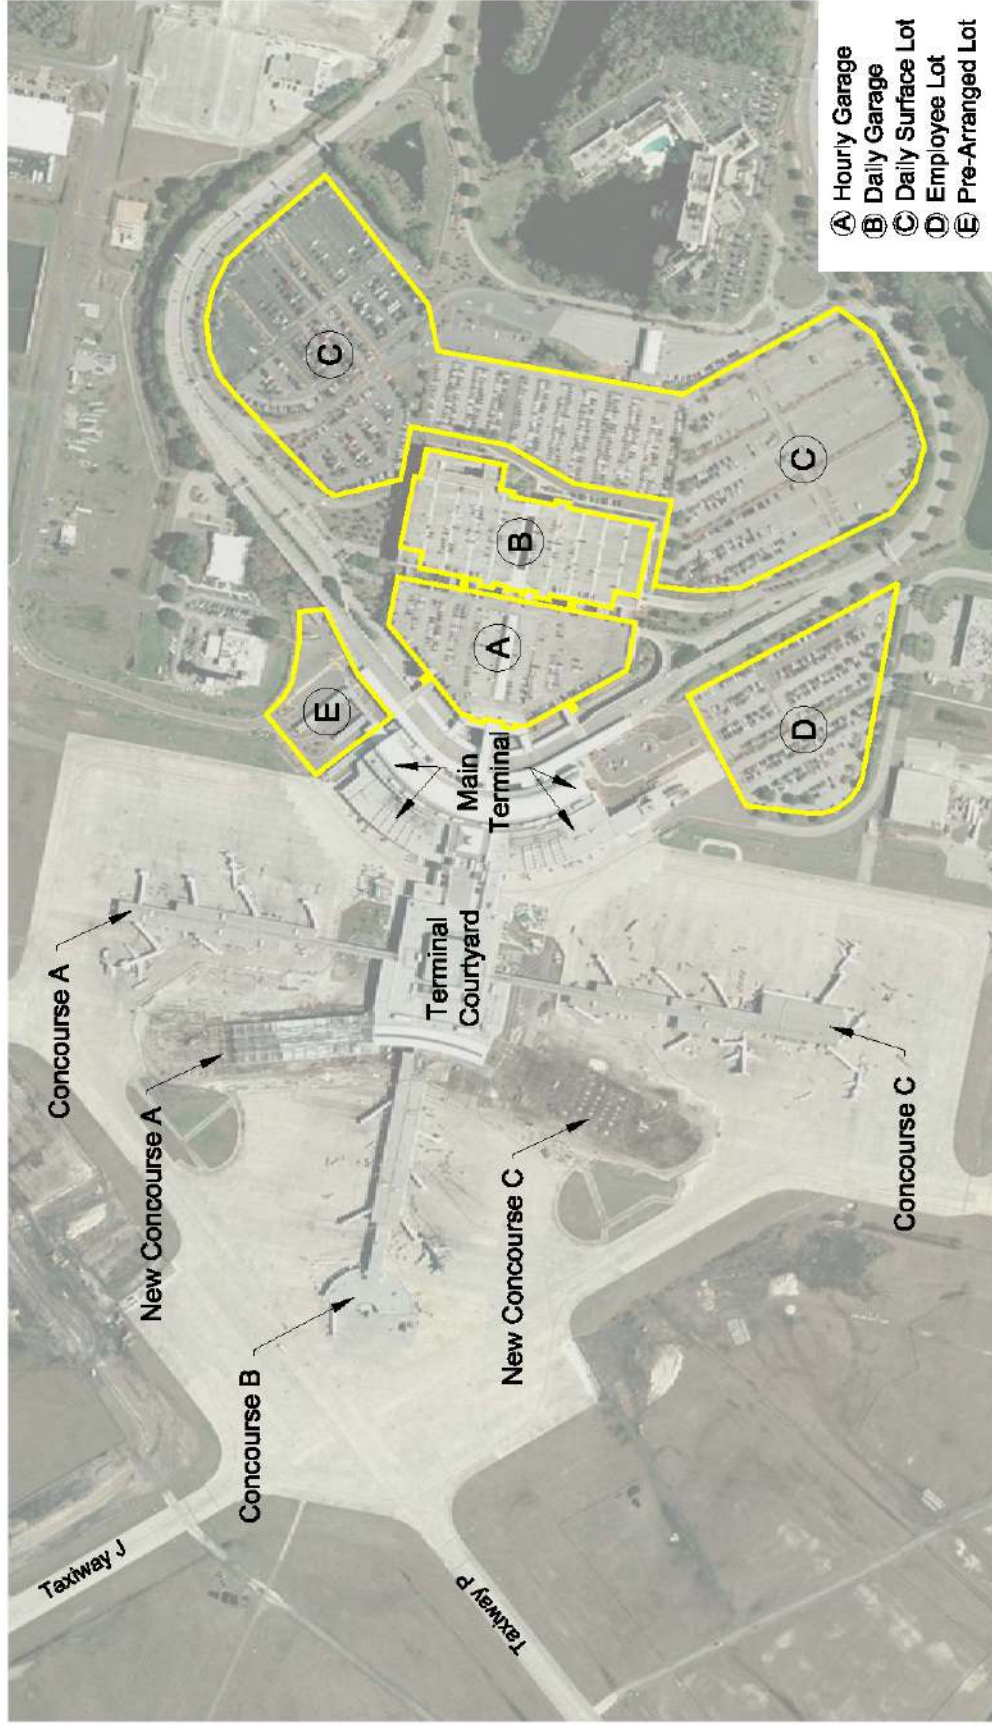 Taxiway J
Taxiway P
Concourse B
New Concourse A
Concourse A
New Concourse C
Concourse C
Terminal
Courtyard
Main
Terminal
E
A
B
C
D
C
A Hourly Garage
B Daily Garage
C Daily Surface Lot
D Employee Lot
E Pre-Arranged Lot